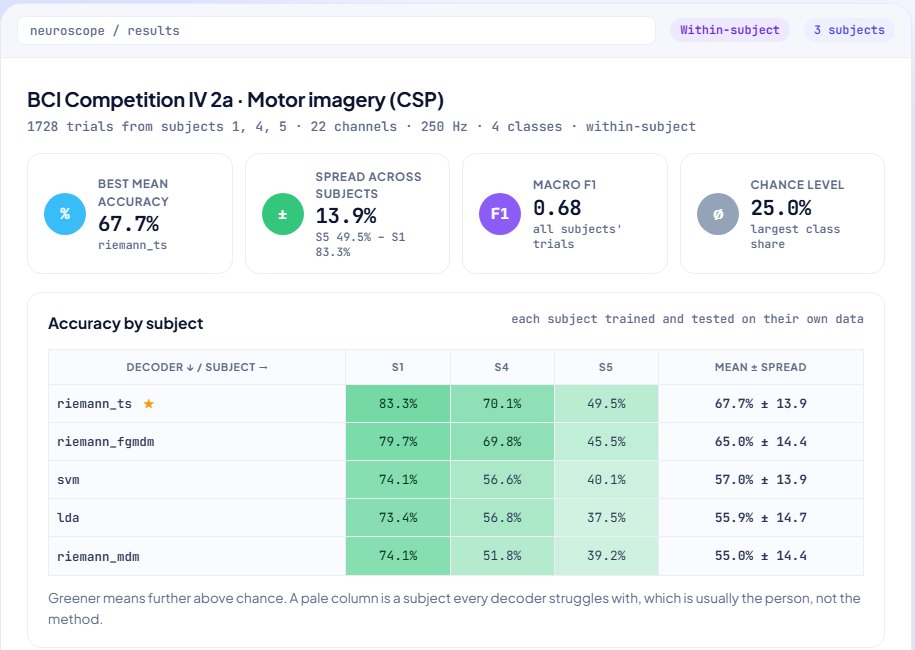 neuroscope / results
Within-subject
3 subjects
BCI Competition IV 2a · Motor imagery (CSP)
1728 trials from subjects 1, 4, 5 · 22 channels · 250 Hz · 4 classes · within-subject
%
BEST MEAN
ACCURACY
67.7%
riemann_ts
±
SPREAD ACROSS
SUBJECTS
13.9%
S5 49.5% – S1
83.3%
F1
MACRO F1
0.68
all subjects'
trials
ø
CHANCE LEVEL
25.0%
largest class
share
Accuracy by subject
each subject trained and tested on their own data
DECODER ↓ / SUBJECT → S1 S4 S5 MEAN ± SPREAD
riemann_ts ★ 83.3% 70.1% 49.5% 67.7% ± 13.9
riemann_fgmdm 79.7% 69.8% 45.5% 65.0% ± 14.4
svm 74.1% 56.6% 40.1% 57.0% ± 13.9
lda 73.4% 56.8% 37.5% 55.9% ± 14.7
riemann_mdm 74.1% 51.8% 39.2% 55.0% ± 14.4
Greener means further above chance. A pale column is a subject every decoder struggles with, which is usually the person, not the
method.